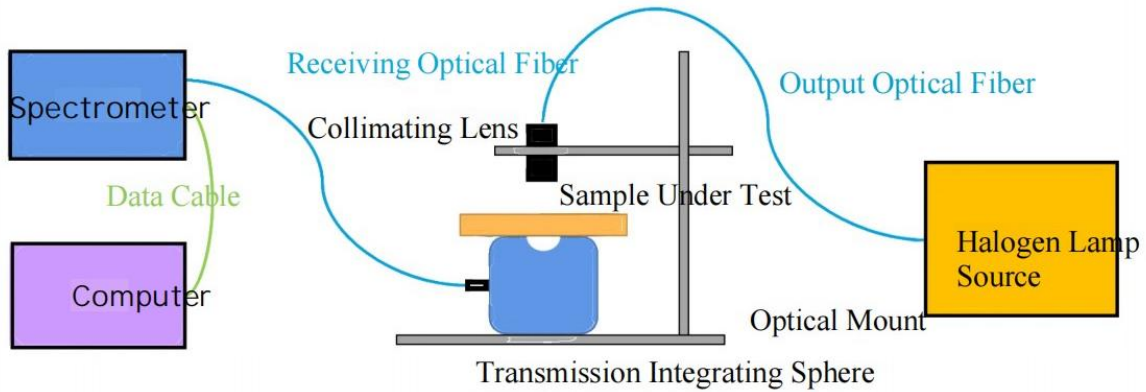 Receiving Optical Fiber
Output Optical Fiber
Spectrometer
Collimating Lens
Data Cable
Sample Under Test
Halogen Lamp
Source
Computer
Optical Mount
Transmission Integrating Sphere